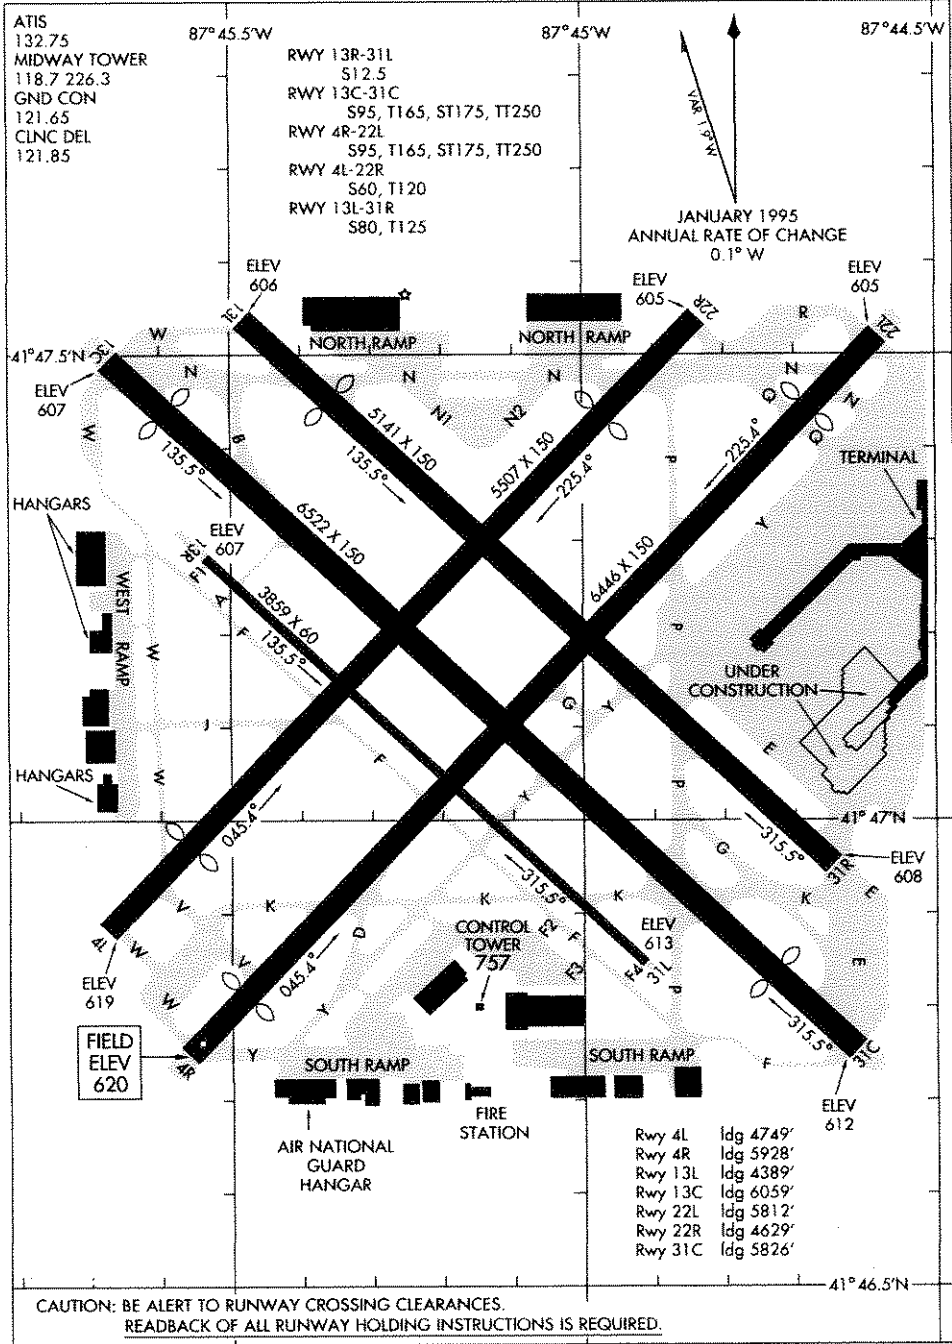 ATIS
132.75
MIDWAY TOWER
118.7 226.3
GND CON
121.65
CLNC DEL
121.85
87°45.5'W
87°45'W
87°44.5'W
RWY 13R-31L
S12.5
RWY 13C-31C
S95, T165, ST175, TT250
RWY 4R-22L
S95, T165, ST175, TT250
RWY 4L-22R
S60, T120
RWY 13L-31R
S80, T125
VAR 1.9° W
JANUARY 1995
ANNUAL RATE OF CHANGE
0.1° W
ELEV
606
ELEV
605
ELEV
605
13L
22R
22L
R
W
NORTH RAMP
NORTH RAMP
41°47.5'N
13C
ELEV
607
N
N
N
N
N
N
N1
N2
Q
Q
W
B
135.5°
5141 X 150
135.5°
5507 X 150
225.4°
225.4°
P
Y
TERMINAL
HANGARS
6522 X 150
6446 X 150
ELEV
607
13R
F1
A
F
3859 X 60
135.5°
WEST
RAMP
W
W
J
F
P
G
Y
UNDER
CONSTRUCTION
E
P
Y
HANGARS
045.4°
41°47'N
315.5°
31R
ELEV
608
G
E
K
K
K
V
V
W
W
4L
ELEV
619
D
045.4°
Y
Y
315.5°
F2
F
F3
F4
31L
ELEV
613
P
E
CONTROL
TOWER
757
FIELD
ELEV
620
4R
315.5°
31C
F
SOUTH RAMP
SOUTH RAMP
ELEV
612
AIR NATIONAL
GUARD
HANGAR
FIRE
STATION
Rwy 4L ldg 4749'
Rwy 4R ldg 5928'
Rwy 13L ldg 4389'
Rwy 13C ldg 6059'
Rwy 22L ldg 5812'
Rwy 22R ldg 4629'
Rwy 31C ldg 5826'
41°46.5'N
CAUTION: BE ALERT TO RUNWAY CROSSING CLEARANCES.
READBACK OF ALL RUNWAY HOLDING INSTRUCTIONS IS REQUIRED.